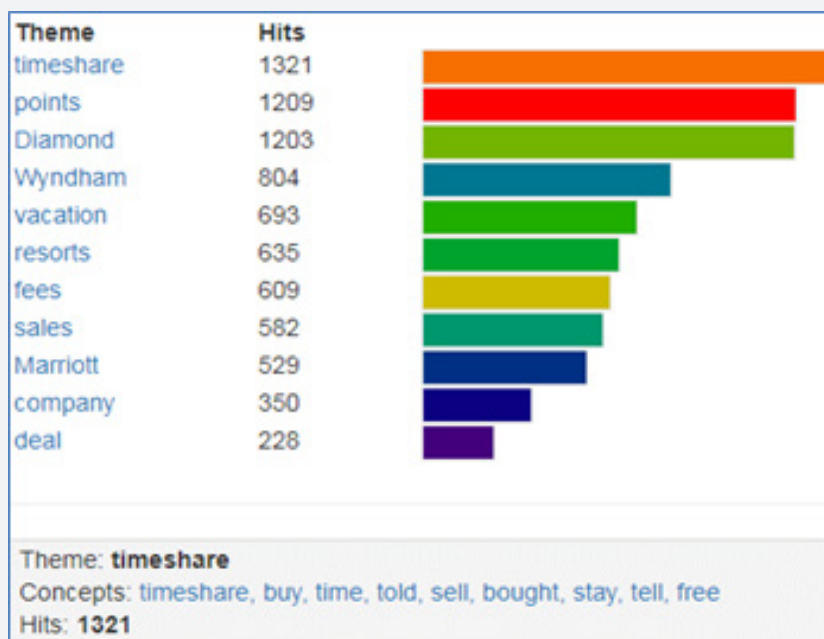 Theme Hits
timeshare 1321
points 1209
Diamond 1203
Wyndham 804
vacation 693
resorts 635
fees 609
sales 582
Marriott 529
company 350
deal 228
Theme: timeshare
Concepts: timeshare, buy, time, told, sell, bought, stay, tell, free
Hits: 1321